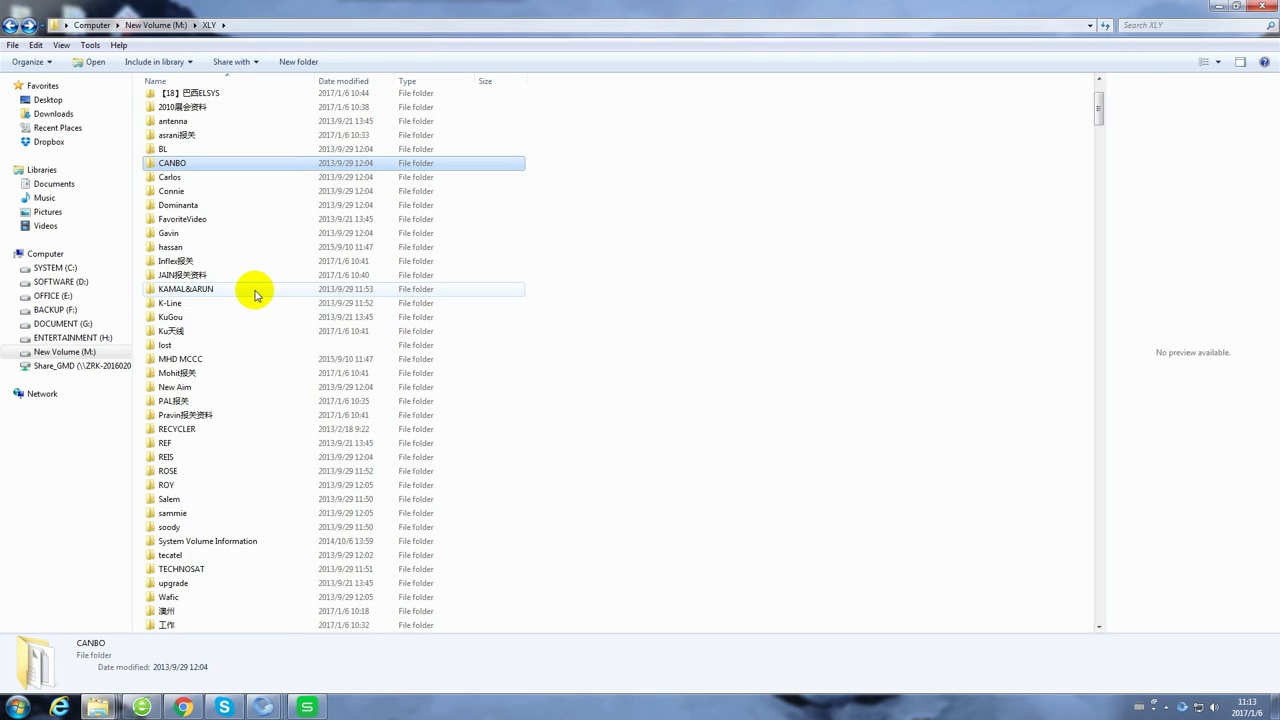 Computer ▸ New Volume (M:) ▸ XLY ▸
Search XLY
File Edit View Tools Help
Organize ▾ Open Include in library ▾ Share with ▾ New folder
Name Date modified Type Size
【18】巴西ELSYS 2017/1/6 10:44 File folder
2010展会资料 2017/1/6 10:38 File folder
antenna 2013/9/21 13:45 File folder
asrani报关 2017/1/6 10:33 File folder
BL 2013/9/29 12:04 File folder
CANBO 2013/9/29 12:04 File folder
Carlos 2013/9/29 12:04 File folder
Connie 2013/9/29 12:04 File folder
Dominanta 2013/9/29 12:04 File folder
FavoriteVideo 2013/9/21 13:45 File folder
Gavin 2013/9/29 12:04 File folder
hassan 2015/9/10 11:47 File folder
Inflex报关 2017/1/6 10:41 File folder
JAIN报关资料 2017/1/6 10:40 File folder
KAMAL&ARUN 2013/9/29 11:53 File folder
K-Line 2013/9/29 11:52 File folder
KuGou 2013/9/21 13:45 File folder
Ku天线 2017/1/6 10:41 File folder
lost File folder
MHD MCCC 2015/9/10 11:47 File folder
Mohit报关 2017/1/6 10:41 File folder
New Aim 2013/9/29 12:04 File folder
PAL报关 2017/1/6 10:35 File folder
Pravin报关资料 2017/1/6 10:41 File folder
RECYCLER 2013/2/18 9:22 File folder
REF 2013/9/21 13:45 File folder
REIS 2013/9/29 12:04 File folder
ROSE 2013/9/29 11:52 File folder
ROY 2013/9/29 12:05 File folder
Salem 2013/9/29 11:50 File folder
sammie 2013/9/29 12:04 File folder
soody 2013/9/29 11:50 File folder
System Volume Information 2014/10/6 13:59 File folder
tecatel 2013/9/29 12:02 File folder
TECHNOSAT 2013/9/29 11:51 File folder
upgrade 2013/9/21 13:45 File folder
Wafic 2013/9/29 12:05 File folder
澳州 2017/1/6 10:18 File folder
工作 2017/1/6 10:32 File folder
Favorites
Desktop
Downloads
Recent Places
Dropbox
Libraries
Documents
Music
Pictures
Videos
Computer
SYSTEM (C:)
SOFTWARE (D:)
OFFICE (E:)
BACKUP (F:)
DOCUMENT (G:)
ENTERTAINMENT (H:)
New Volume (M:)
Share_GMD (\\ZRK-2016020
Network
No preview available.
CANBO
File folder
Date modified: 2013/9/29 12:04
11:13
2017/1/6